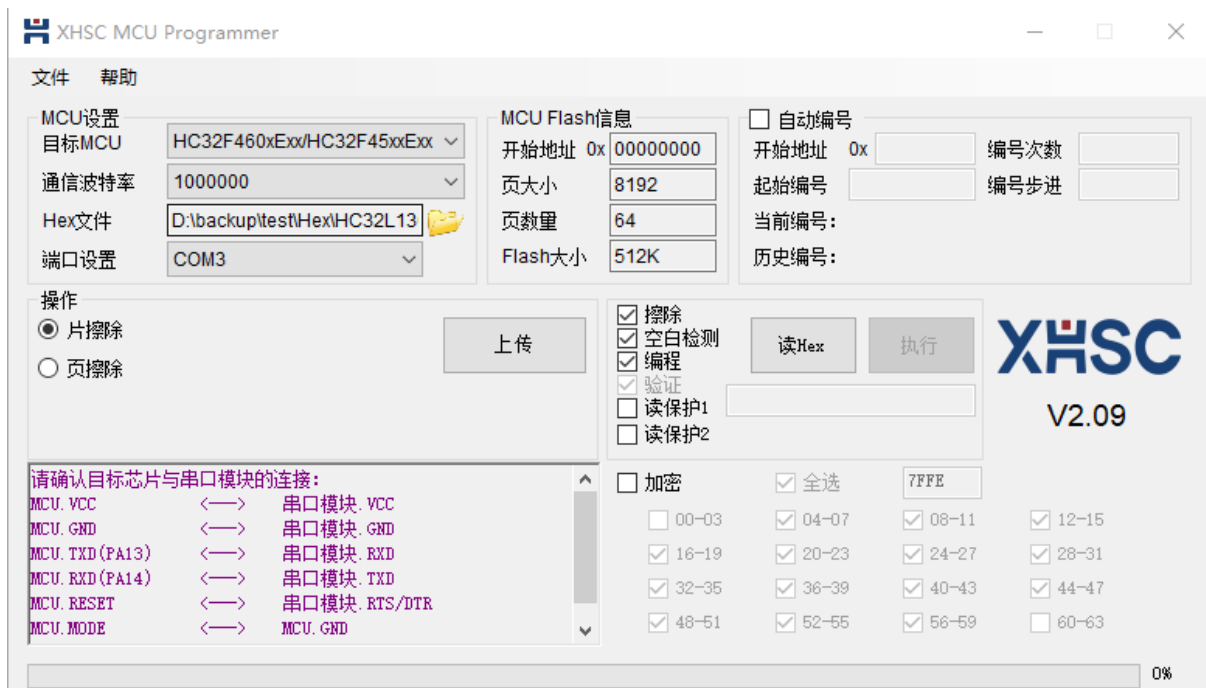 XHSC MCU Programmer
文件 帮助
MCU设置
目标MCU HC32F460xExx/HC32F45xxExx
通信波特率 1000000
Hex文件 D:\backup\test\Hex\HC32L13
端口设置 COM3
MCU Flash信息
开始地址 0x 00000000
页大小 8192
页数量 64
Flash大小 512K
自动编号
开始地址 0x 编号次数
起始编号 编号步进
当前编号:
历史编号:
操作
片擦除
页擦除
上传
擦除
空白检测
编程
验证
读保护1
读保护2
读Hex 执行
XHSC
V2.09
请确认目标芯片与串口模块的连接:
MCU.VCC <——> 串口模块.VCC
MCU.GND <——> 串口模块.GND
MCU.TXD(PA13) <——> 串口模块.RXD
MCU.RXD(PA14) <——> 串口模块.TXD
MCU.RESET <——> 串口模块.RTS/DTR
MCU.MODE <——> MCU.GND
加密 全选 7FFE
00-03 04-07 08-11 12-15
16-19 20-23 24-27 28-31
32-35 36-39 40-43 44-47
48-51 52-55 56-59 60-63
0%